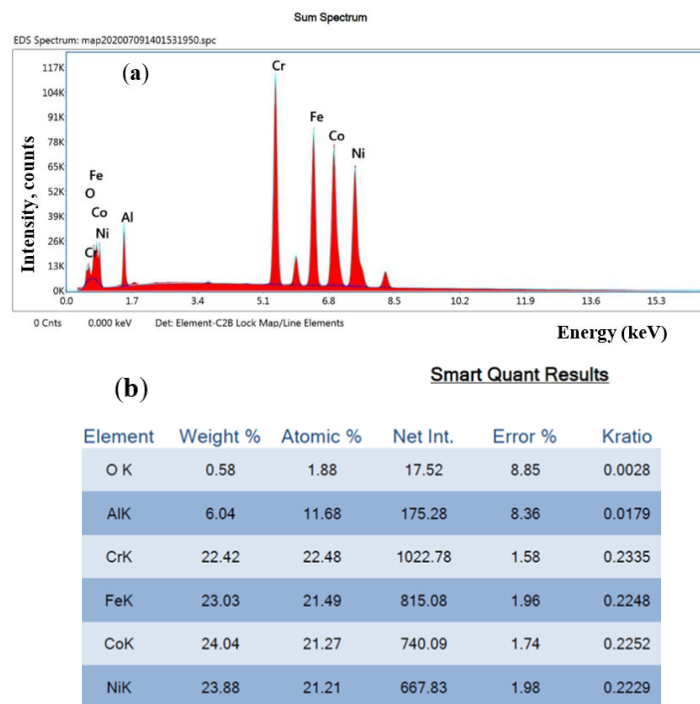 Sum Spectrum
EDS Spectrum: map202007091401531950.spc
(a)
Intensity, counts
117K
104K
91K
78K
65K
52K
39K
26K
13K
0K
Cr
Fe
Co
Ni
Fe
O
Co
Ni
Cr
Al
0.0 1.7 3.4 5.1 6.8 8.5 10.2 11.9 13.6 15.3
0 Cnts 0.000 keV Det: Element-C2B Lock Map/Line Elements
Energy (keV)
(b)
Smart Quant Results
Element Weight % Atomic % Net Int. Error % Kratio
O K 0.58 1.88 17.52 8.85 0.0028
AlK 6.04 11.68 175.28 8.36 0.0179
CrK 22.42 22.48 1022.78 1.58 0.2335
FeK 23.03 21.49 815.08 1.96 0.2248
CoK 24.04 21.27 740.09 1.74 0.2252
NiK 23.88 21.21 667.83 1.98 0.2229